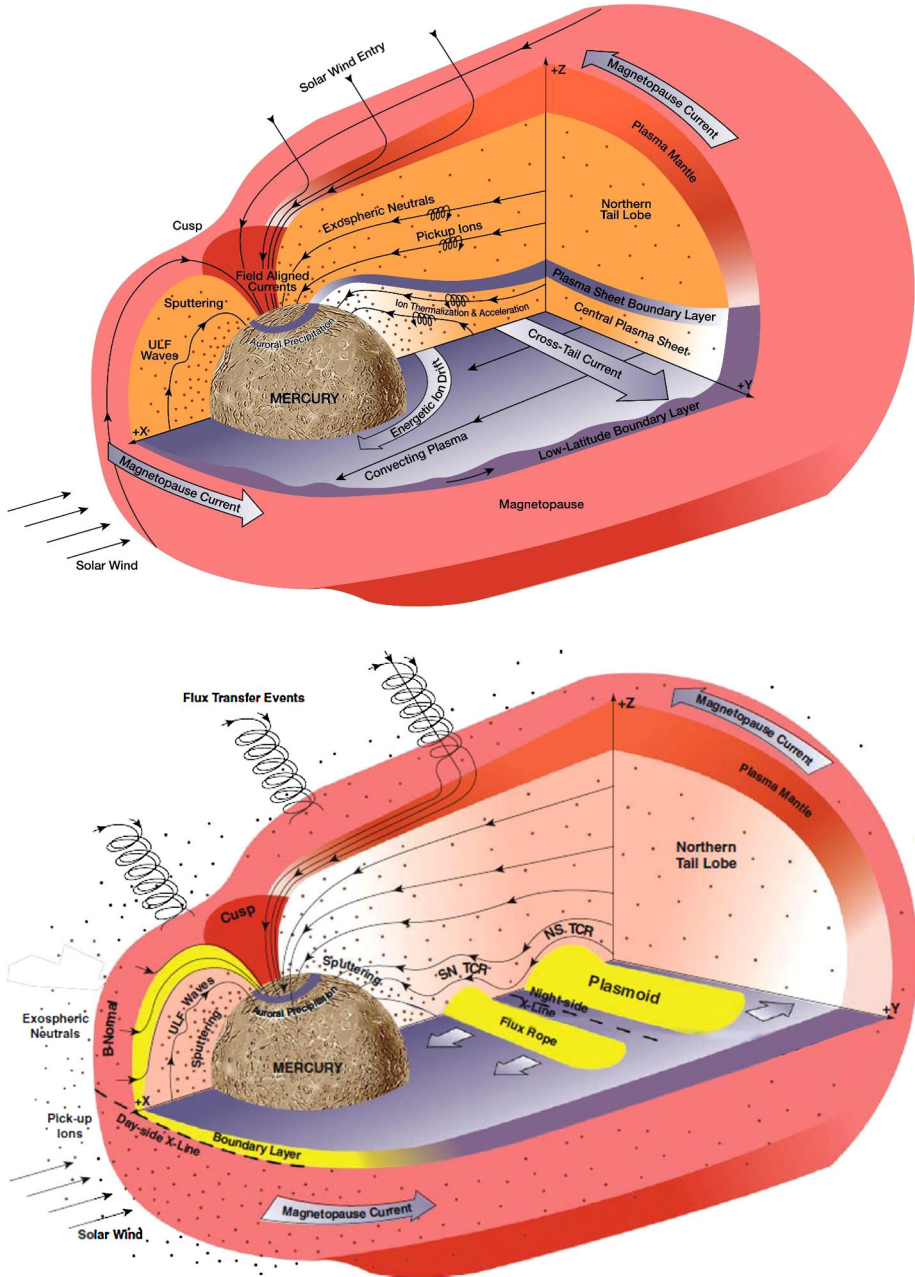 Solar Wind Entry
+Z
Magnetopause Current
Plasma Mantle
Northern
Tail Lobe
Cusp
Exospheric Neutrals
Pickup Ions
Field Aligned
Currents
Sputtering
ULF
Waves
Auroral Precipitation
Ion Thermalization & Acceleration
Plasma Sheet Boundary Layer
Central Plasma Sheet
Cross-Tail Current
+Y
MERCURY
Energetic Ion Drift
+X
Convecting Plasma
Low-Latitude Boundary Layer
Magnetopause Current
Magnetopause
Solar Wind
Flux Transfer Events
+Z
Magnetopause Current
Plasma Mantle
Northern
Tail Lobe
Cusp
NS. TCR
SN. TCR
Sputtering
Plasmoid
Night-side
X-Line
Flux Rope
ULF Waves
Sputtering
Auroral Precipitation
MERCURY
Exospheric
Neutrals
B-Normal
+Y
+X
Pick-up
Ions
Day-side X-Line
Boundary Layer
Magnetopause Current
Solar Wind